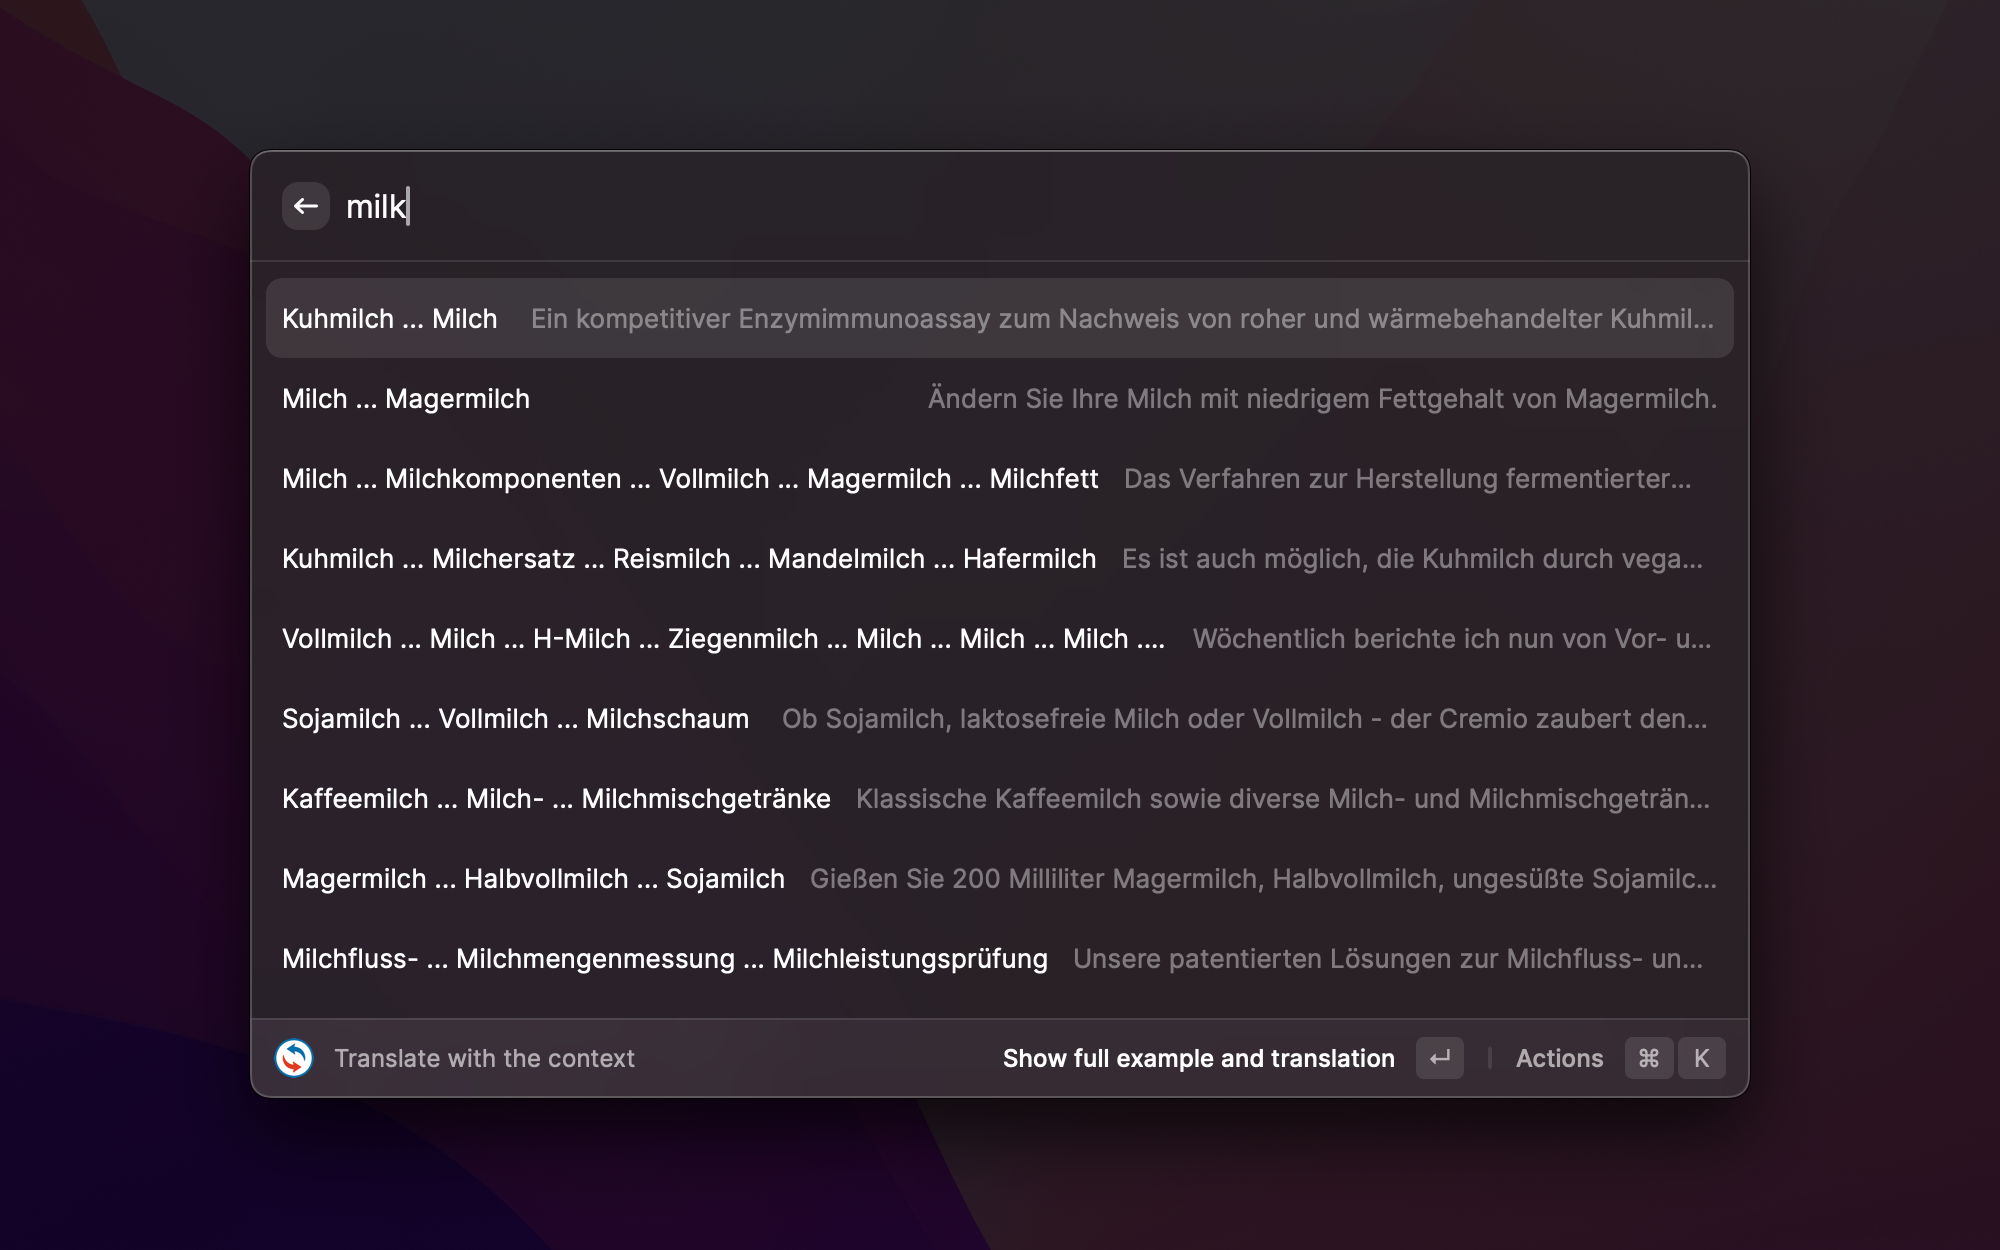 milk
Kuhmilch ... Milch Ein kompetitiver Enzymimmunoassay zum Nachweis von roher und wärmebehandelter Kuhmil...
Milch ... Magermilch Ändern Sie Ihre Milch mit niedrigem Fettgehalt von Magermilch.
Milch ... Milchkomponenten ... Vollmilch ... Magermilch ... Milchfett Das Verfahren zur Herstellung fermentierter...
Kuhmilch ... Milchersatz ... Reismilch ... Mandelmilch ... Hafermilch Es ist auch möglich, die Kuhmilch durch vega...
Vollmilch ... Milch ... H-Milch ... Ziegenmilch ... Milch ... Milch ... Milch .... Wöchentlich berichte ich nun von Vor- u...
Sojamilch ... Vollmilch ... Milchschaum Ob Sojamilch, laktosefreie Milch oder Vollmilch - der Cremio zaubert den...
Kaffeemilch ... Milch- ... Milchmischgetränke Klassische Kaffeemilch sowie diverse Milch- und Milchmischgeträn...
Magermilch ... Halbvollmilch ... Sojamilch Gießen Sie 200 Milliliter Magermilch, Halbvollmilch, ungesüßte Sojamilc...
Milchfluss- ... Milchmengenmessung ... Milchleistungsprüfung Unsere patentierten Lösungen zur Milchfluss- un...
Translate with the context Show full example and translation ↵ | Actions ⌘ K